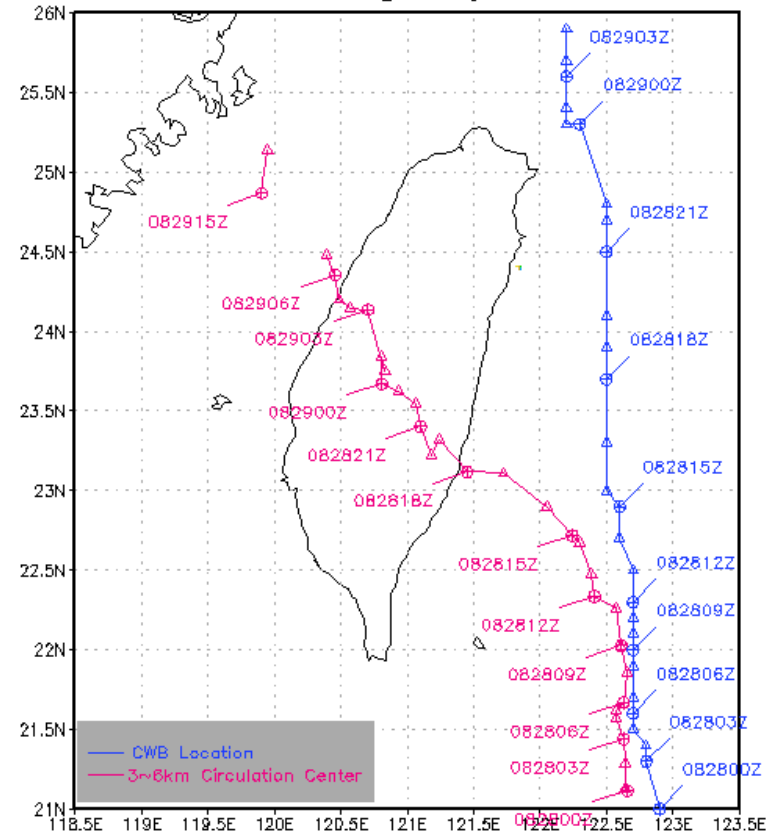 26N
082903Z
25.5N
082900Z
25N
082915Z
082821Z
24.5N
082906Z
24N
082903Z
082818Z
23.5N
082900Z
082821Z
082815Z
23N
082818Z
22.5N
082815Z
082812Z
082812Z
082809Z
22N
082809Z
082806Z
21.5N
082806Z
082803Z
CWB Location
082803Z
3~6km Circulation Center
082800Z
21N
082800Z
118.5E 119E 119.5E 120E 120.5E 121E 121.5E 122E 122.5E 123E 123.5E